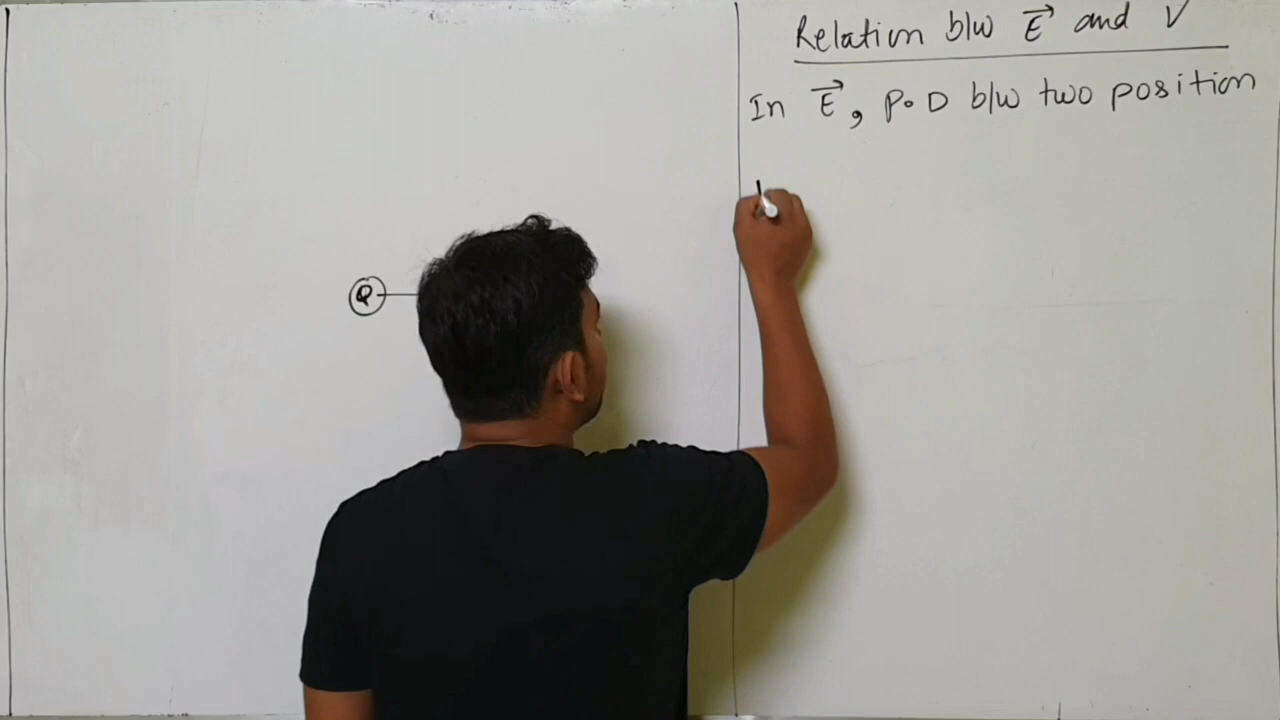 Relation b/w E⃗ and V
In E⃗, P.D b/w two position
Q